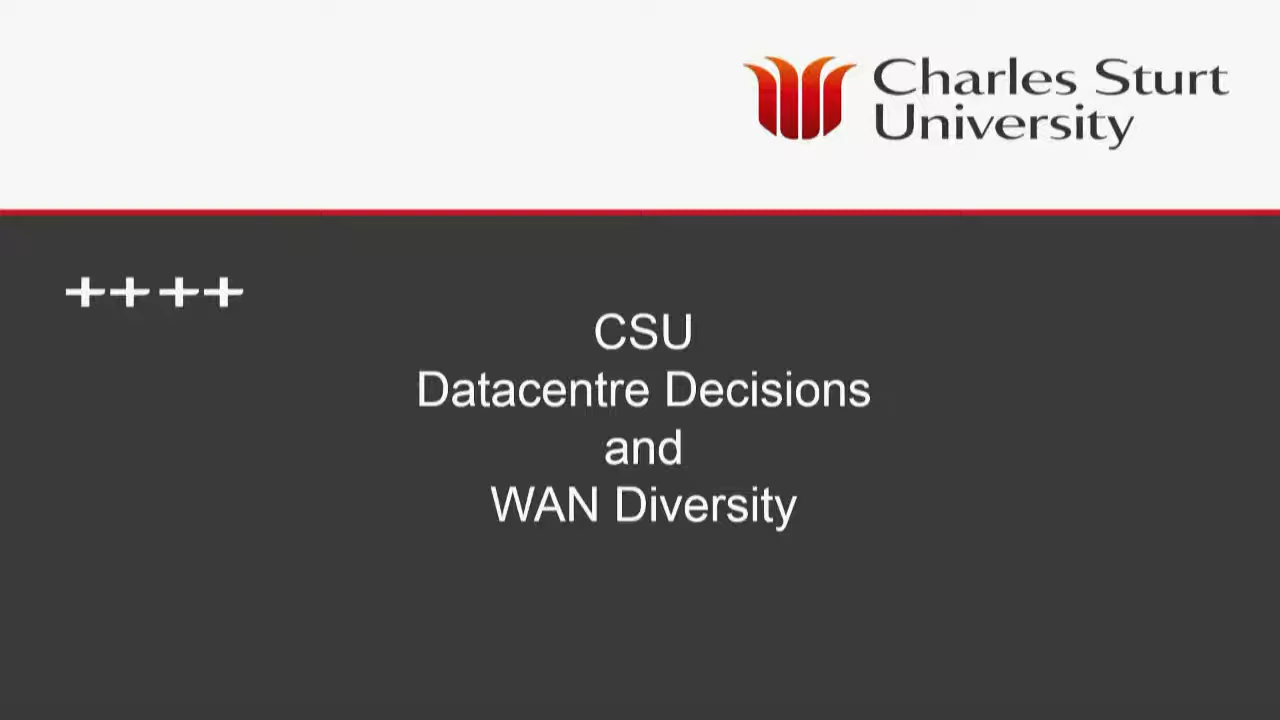 Charles Sturt
University
++++
CSU
Datacentre Decisions
and
WAN Diversity